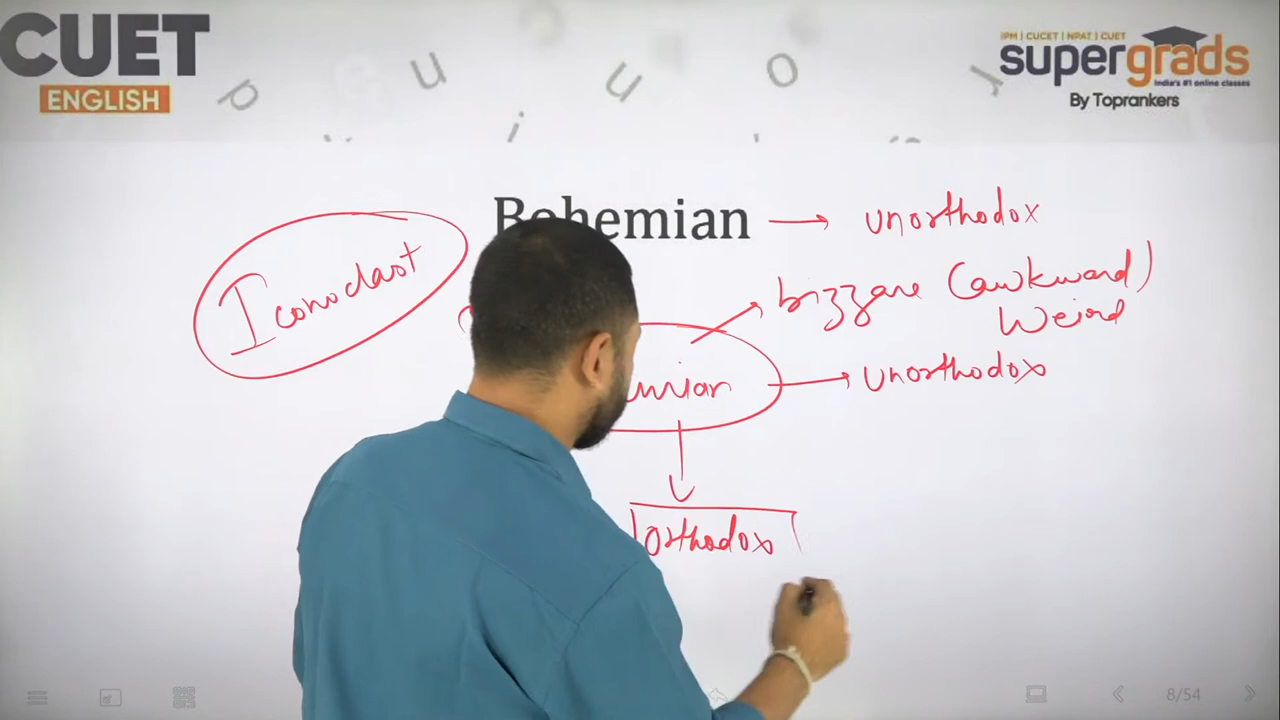 CUET
ENGLISH
IPM | CUCET | NPAT | CUET
supergrads
India's #1 online classes
By Toprankers
p u u o r
i
Bohemian → unorthodox
Iconoclast
bizzare (awkward)
Weird
mian → unorthodox
orthodox
8/54